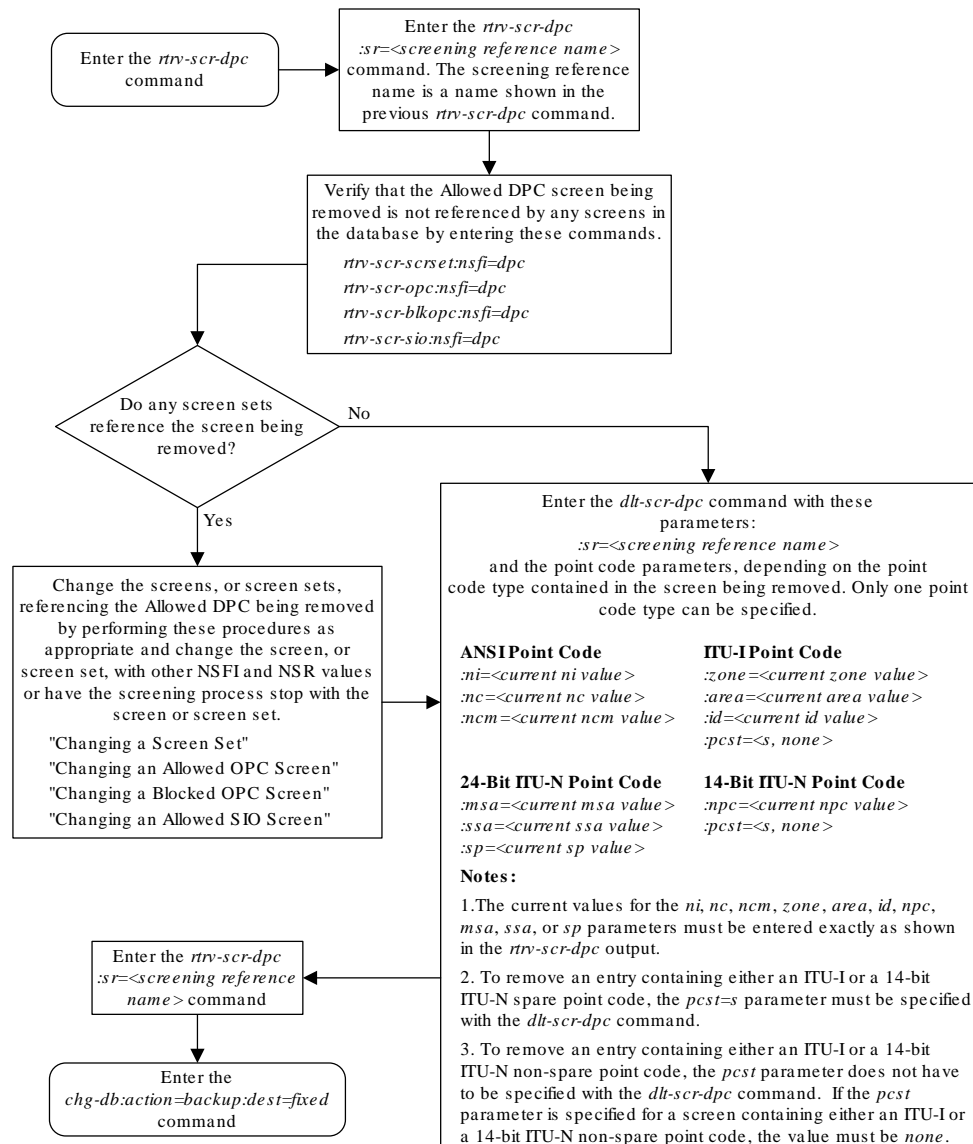 Enter the rtrv-scr-dpc
command
Enter the rtrv-scr-dpc
:sr=<screening reference name>
command. The screening reference
name is a name shown in the
previous rtrv-scr-dpc command.
Verify that the Allowed DPC screen being
removed is not referenced by any screens in
the database by entering these commands.
rtrv-scr-scrset:nsfi=dpc
rtrv-scr-opc:nsfi=dpc
rtrv-scr-blkopc:nsfi=dpc
rtrv-scr-sio:nsfi=dpc
Do any screen sets
reference the screen being
removed?
No
Yes
Change the screens, or screen sets,
referencing the Allowed DPC being removed
by performing these procedures as
appropriate and change the screen, or
screen set, with other NSFI and NSR values
or have the screening process stop with the
screen or screen set.
"Changing a Screen Set"
"Changing an Allowed OPC Screen"
"Changing a Blocked OPC Screen"
"Changing an Allowed SIO Screen"
Enter the dlt-scr-dpc command with these
parameters:
:sr=<screening reference name>
and the point code parameters, depending on the point
code type contained in the screen being removed. Only one point
code type can be specified.
ANSI Point Code
:ni=<current ni value>
:nc=<current nc value>
:ncm=<current ncm value>
ITU-I Point Code
:zone=<current zone value>
:area=<current area value>
:id=<current id value>
:pcst=<s, none>
24-Bit ITU-N Point Code
:msa=<current msa value>
:ssa=<current ssa value>
:sp=<current sp value>
14-Bit ITU-N Point Code
:npc=<current npc value>
:pcst=<s, none>
Notes:
1.The current values for the ni, nc, ncm, zone, area, id, npc,
msa, ssa, or sp parameters must be entered exactly as shown
in the rtrv-scr-dpc output.
2. To remove an entry containing either an ITU-I or a 14-bit
ITU-N spare point code, the pcst=s parameter must be specified
with the dlt-scr-dpc command.
3. To remove an entry containing either an ITU-I or a 14-bit
ITU-N non-spare point code, the pcst parameter does not have
to be specified with the dlt-scr-dpc command. If the pcst
parameter is specified for a screen containing either an ITU-I or
a 14-bit ITU-N non-spare point code, the value must be none.
Enter the rtrv-scr-dpc
:sr=<screening reference
name> command
Enter the
chg-db:action=backup:dest=fixed
command